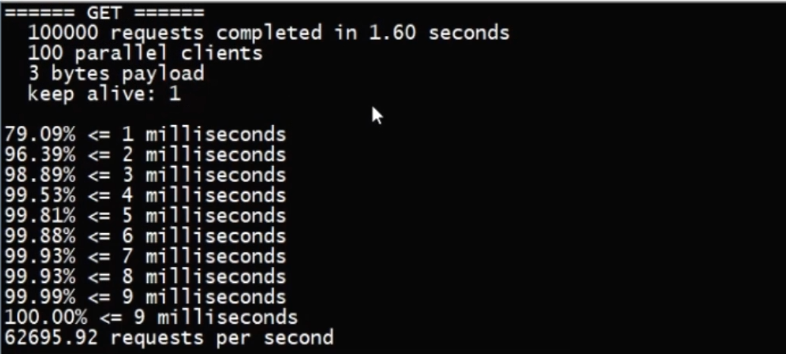 ====== GET ======
  100000 requests completed in 1.60 seconds
  100 parallel clients
  3 bytes payload
  keep alive: 1

79.09% <= 1 milliseconds
96.39% <= 2 milliseconds
98.89% <= 3 milliseconds
99.53% <= 4 milliseconds
99.81% <= 5 milliseconds
99.88% <= 6 milliseconds
99.93% <= 7 milliseconds
99.93% <= 8 milliseconds
99.99% <= 9 milliseconds
100.00% <= 9 milliseconds
62695.92 requests per second